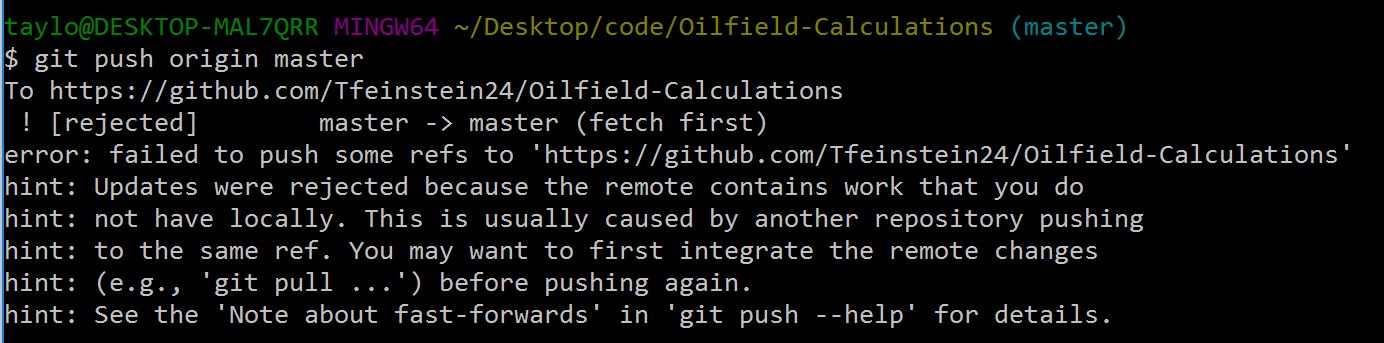 taylo@DESKTOP-MAL7QRR MINGW64 ~/Desktop/code/Oilfield-Calculations (master)
$ git push origin master
To https://github.com/Tfeinstein24/Oilfield-Calculations
 ! [rejected]        master -> master (fetch first)
error: failed to push some refs to 'https://github.com/Tfeinstein24/Oilfield-Calculations'
hint: Updates were rejected because the remote contains work that you do
hint: not have locally. This is usually caused by another repository pushing
hint: to the same ref. You may want to first integrate the remote changes
hint: (e.g., 'git pull ...') before pushing again.
hint: See the 'Note about fast-forwards' in 'git push --help' for details.